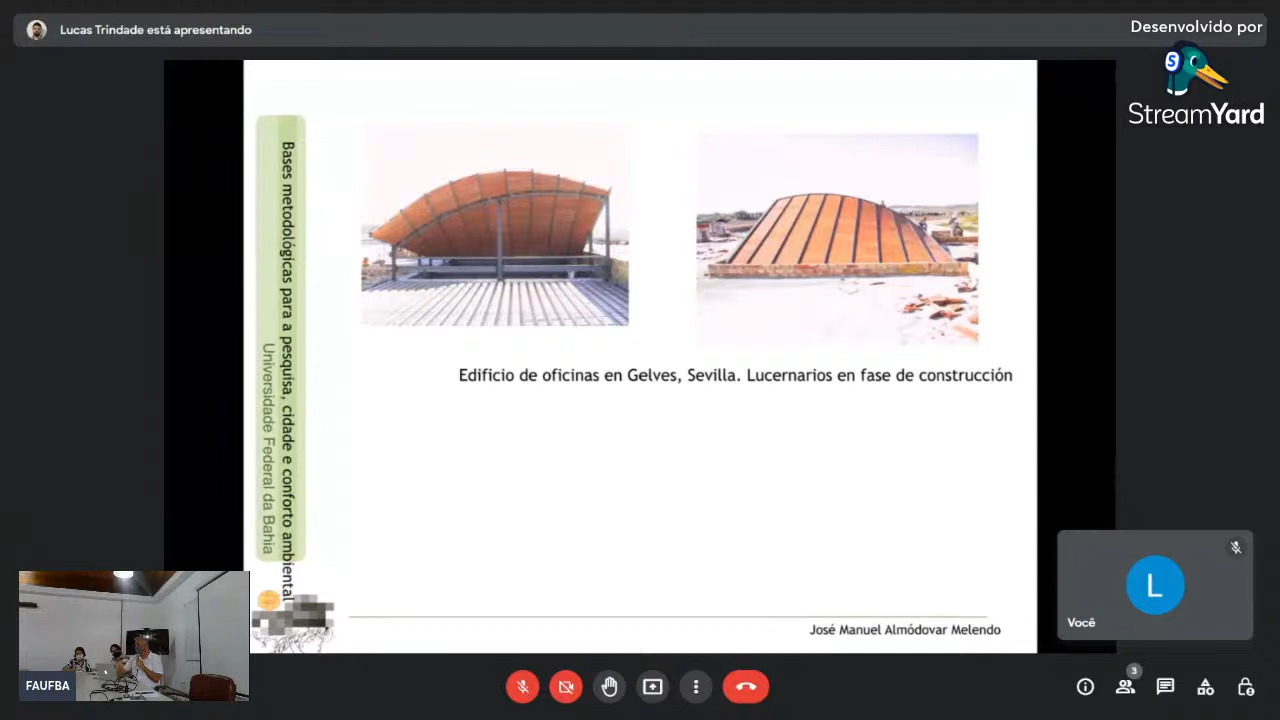 Lucas Trindade está apresentando
Desenvolvido por
S
StreamYard
Bases metodológicas para a pesquisa, cidade e conforto ambiental
Universidade Federal da Bahia
Edificio de oficinas en Gelves, Sevilla. Lucernarios en fase de construcción
José Manuel Almódovar Melendo
L
Você
FAUFBA
3